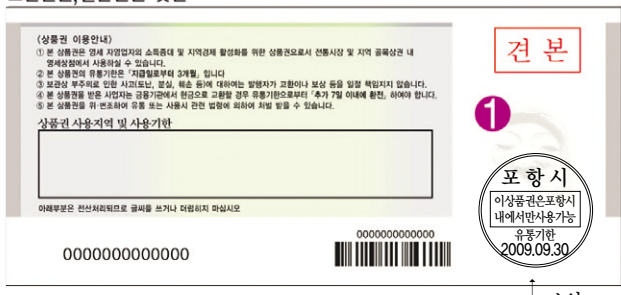 (상품권 이용안내)
① 본 상품권은 영세 자영업자의 소득증대 및 지역경제 활성화를 위한 상품권으로서 전통시장 및 지역 골목상권 내
영세상점에서 사용하실 수 있습니다.
② 본 상품권의 유통기한은 「지급일로부터 3개월」 입니다
③ 보관상 부주의로 인한 사고(도난, 분실, 훼손 등)에 대하여는 발행자가 교환이나 보상 등을 일절 책임지지 않습니다.
④ 본 상품권을 받은 사업자는 금융기관에서 현금으로 교환할 경우 유통기한으로부터 「추가 7일 이내에 환전」 하여야 합니다.
⑤ 본 상품권을 위·변조하여 유통 또는 사용시 관련 법령에 의하여 처벌 받을 수 있습니다.
상품권 사용지역 및 사용기한
아래부분은 전산처리되므로 글씨를 쓰거나 더럽히지 마십시오
0000000000000
0000000000000
견 본
1
포 항 시
이상품권은포항시
내에서만사용가능
유통기한
2009.09.30